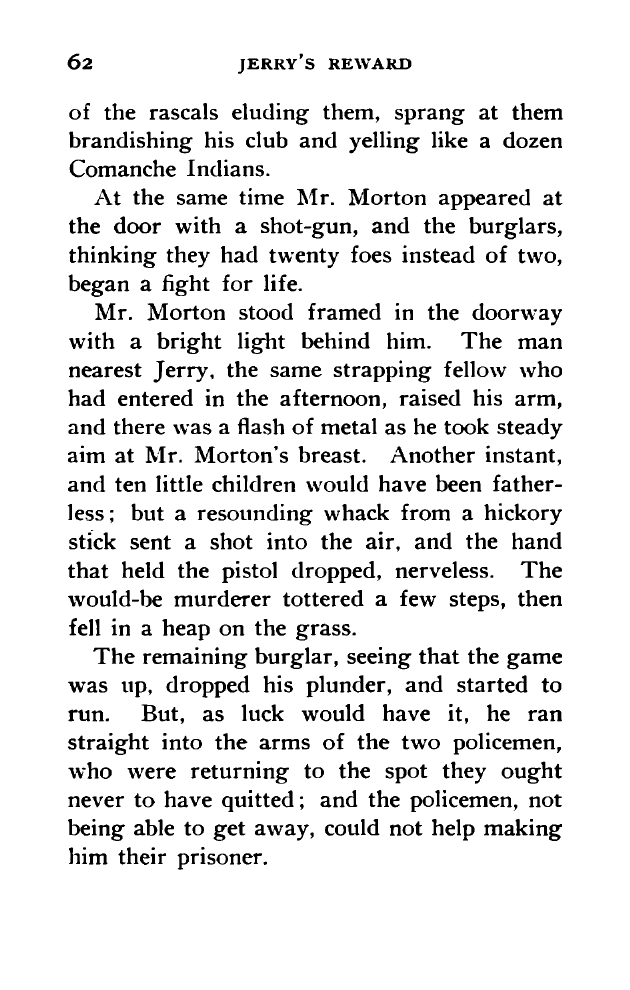 62 JERRY'S REWARD
of the rascals eluding them, sprang at them
brandishing his club and yelling like a dozen
Comanche Indians.
At the same time Mr. Morton appeared at
the door with a shot-gun, and the burglars,
thinking they had twenty foes instead of two,
began a fight for life.
Mr. Morton stood framed in the doorway
with a bright light behind him. The man
nearest Jerry, the same strapping fellow who
had entered in the afternoon, raised his arm,
and there was a flash of metal as he took steady
aim at Mr. Morton's breast. Another instant,
and ten little children would have been father-
less; but a resounding whack from a hickory
stick sent a shot into the air, and the hand
that held the pistol dropped, nerveless. The
would-be murderer tottered a few steps, then
fell in a heap on the grass.
The remaining burglar, seeing that the game
was up, dropped his plunder, and started to
run. But, as luck would have it, he ran
straight into the arms of the two policemen,
who were returning to the spot they ought
never to have quitted; and the policemen, not
being able to get away, could not help making
him their prisoner.